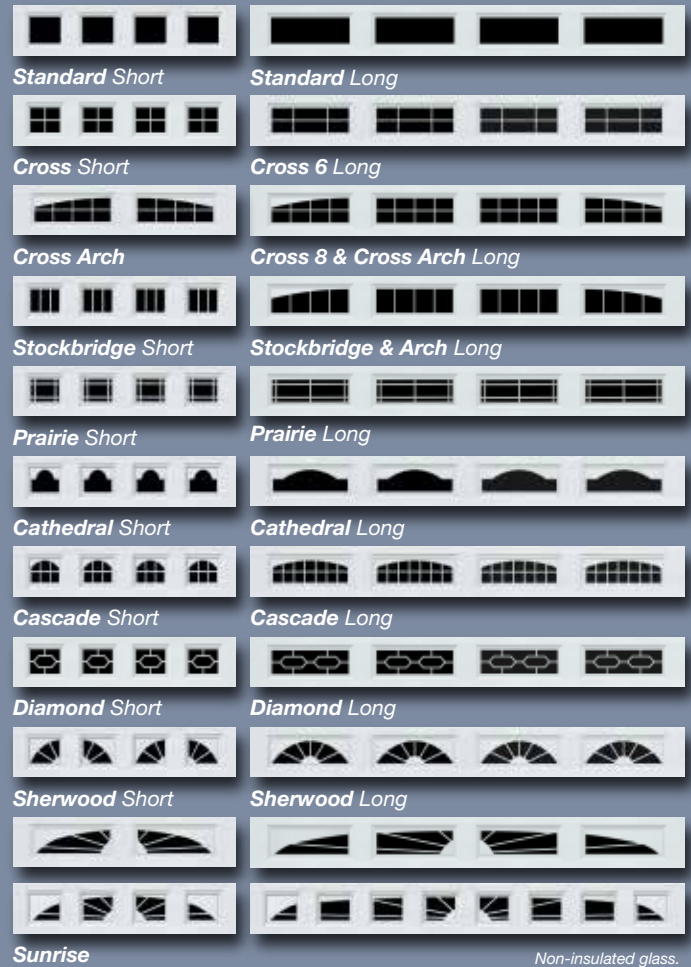 Standard Short
Standard Long
Cross Short
Cross 6 Long
Cross Arch
Cross 8 & Cross Arch Long
Stockbridge Short
Stockbridge & Arch Long
Prairie Short
Prairie Long
Cathedral Short
Cathedral Long
Cascade Short
Cascade Long
Diamond Short
Diamond Long
Sherwood Short
Sherwood Long
Sunrise
Non-insulated glass.